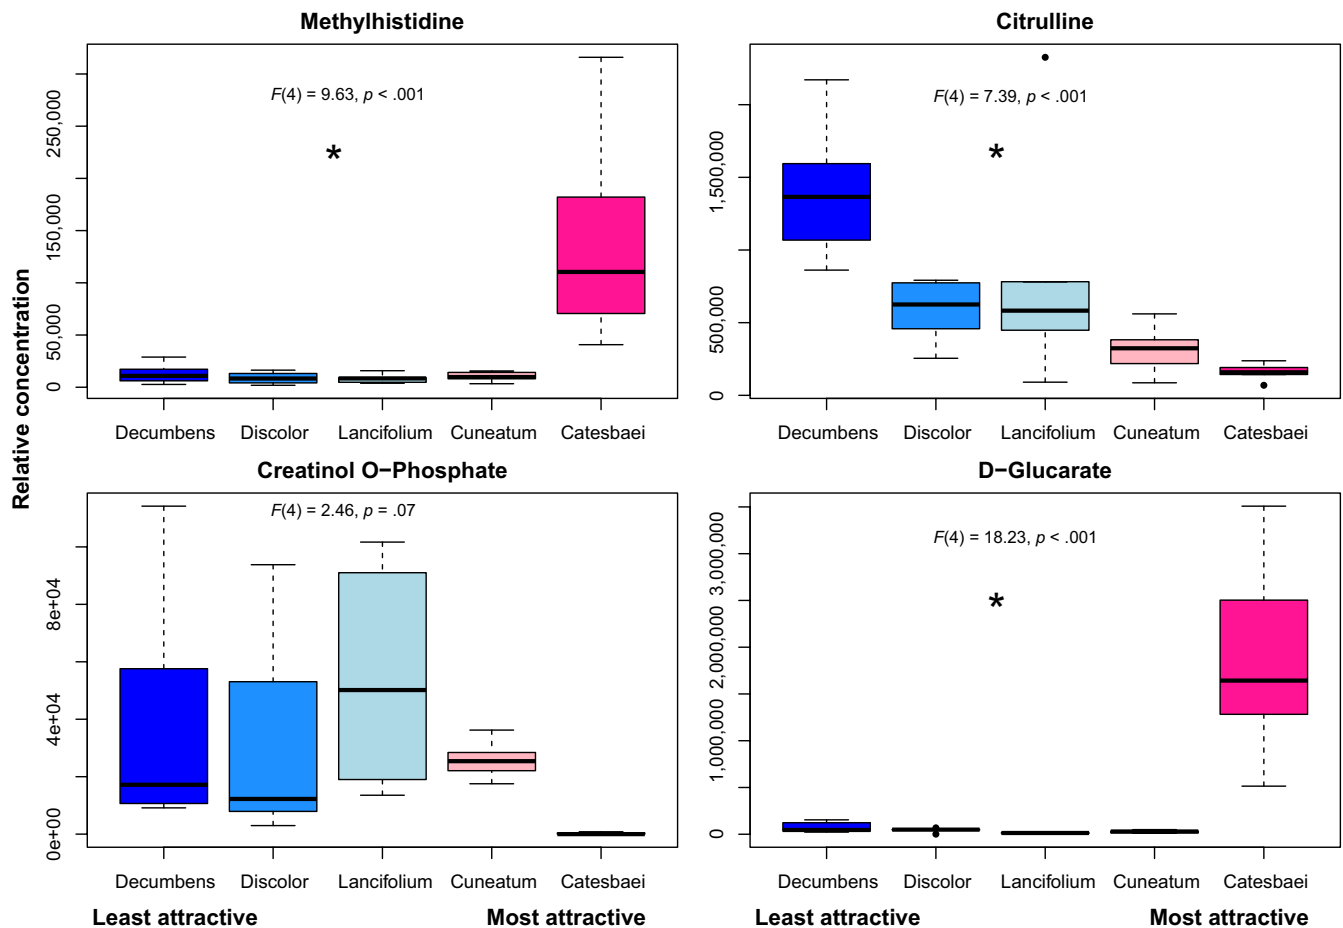 Methylhistidine
F(4) = 9.63, p < .001
*
250,000
150,000
50,000
0
Decumbens Discolor Lancifolium Cuneatum Catesbaei
Citrulline
F(4) = 7.39, p < .001
*
1,500,000
500,000
0
Decumbens Discolor Lancifolium Cuneatum Catesbaei
Relative concentration
Creatinol O−Phosphate
F(4) = 2.46, p = .07
8e+04
4e+04
0e+00
Decumbens Discolor Lancifolium Cuneatum Catesbaei
Least attractive Most attractive
D−Glucarate
F(4) = 18.23, p < .001
*
3,000,000
2,000,000
1,000,000
0
Decumbens Discolor Lancifolium Cuneatum Catesbaei
Least attractive Most attractive